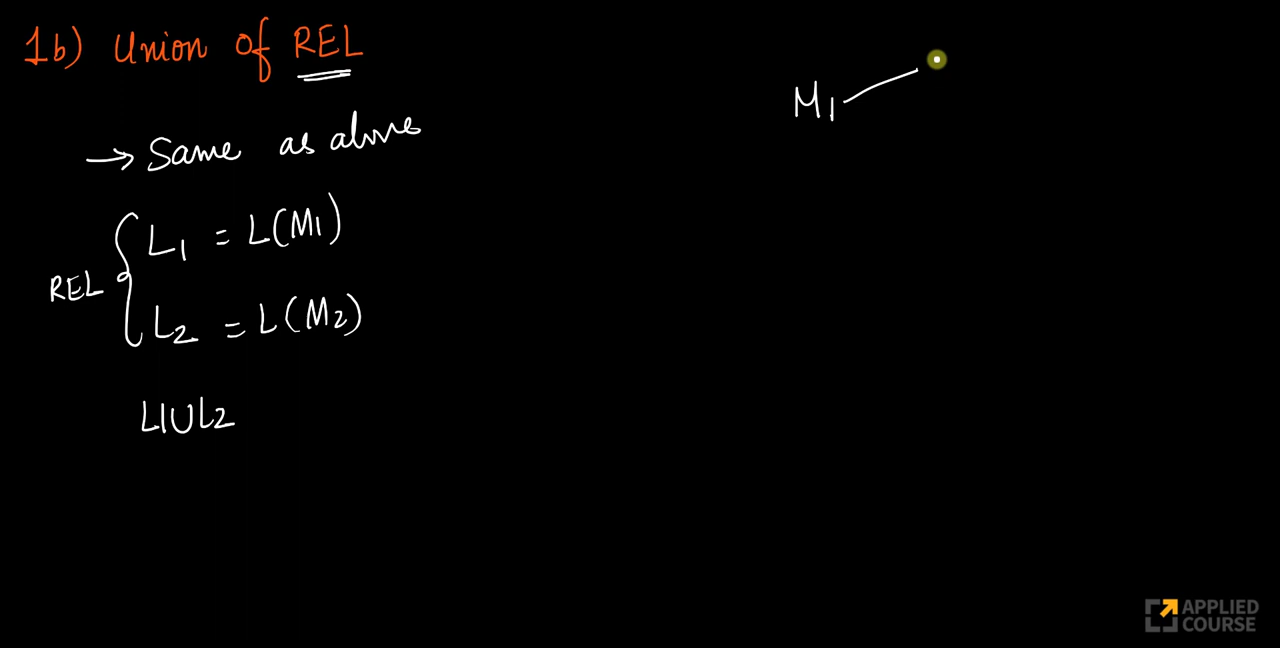 1b) Union of REL
→ Same as above
REL
L1 = L(M1)
L2 = L(M2)
L1UL2
M1
APPLIED
COURSE